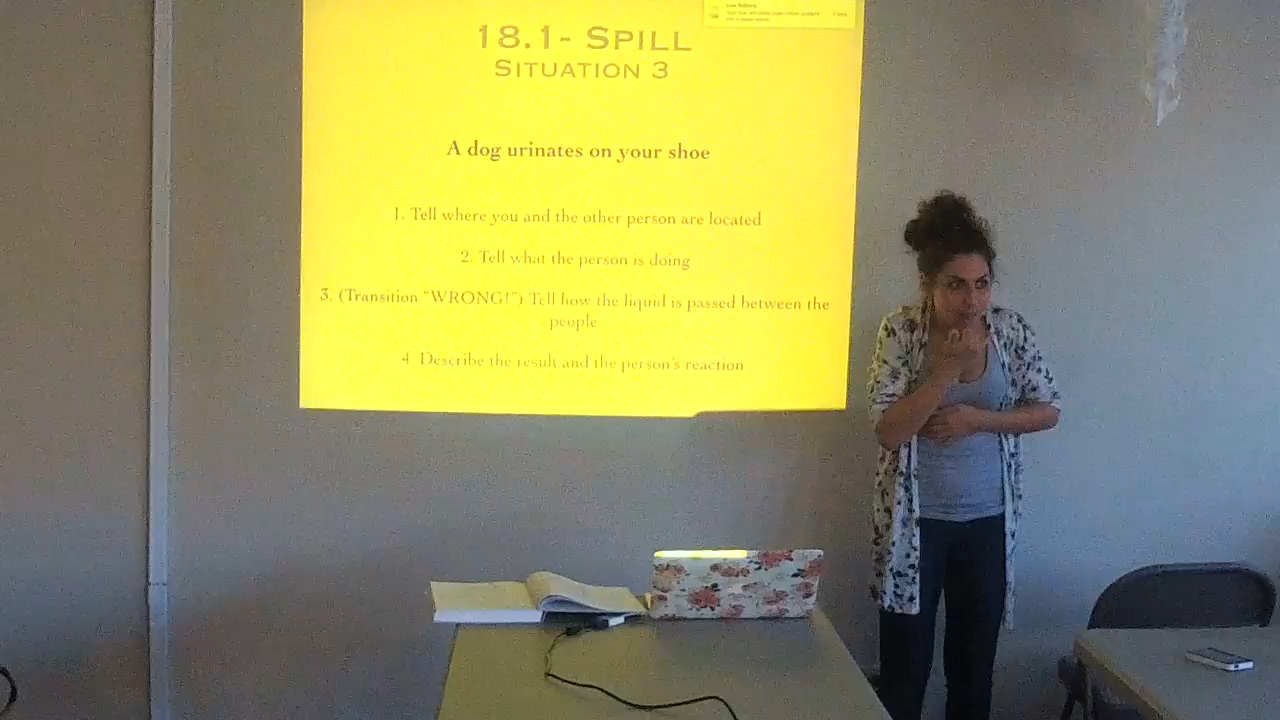 18.1- SPILL
SITUATION 3
A dog urinates on your shoe
1. Tell where you and the other person are located
2. Tell what the person is doing
3. (Transition "WRONG!") Tell how the liquid is passed between the
people
4 Describe the result and the person's reaction